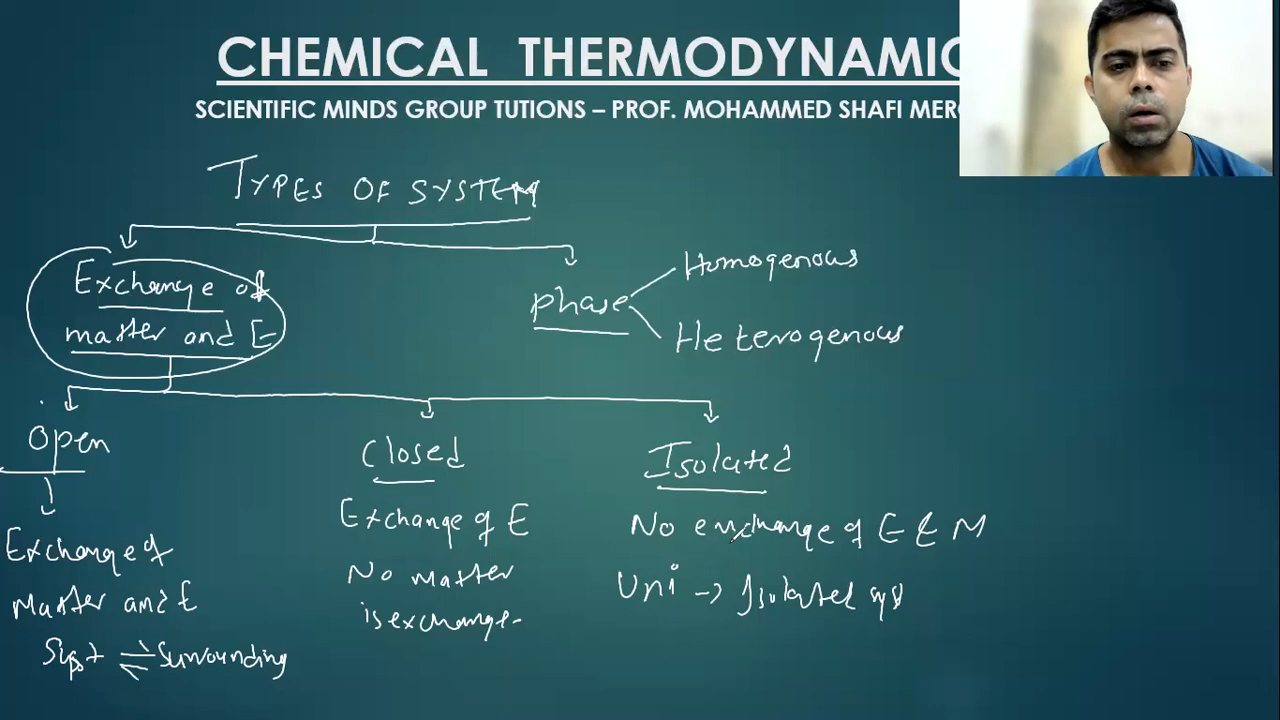 CHEMICAL THERMODYNAMIC
SCIENTIFIC MINDS GROUP TUTIONS – PROF. MOHAMMED SHAFI MERC
TYPES OF SYSTEM
Exchange of
matter and E
phase
Homogenous
Heterogenous
Open
Exchange of
Matter and E
Syst ⇌ Surrounding
Closed
Exchange of E
No matter
is exchange-
Isolated
No exchange of E & M
Uni → Isolated sys